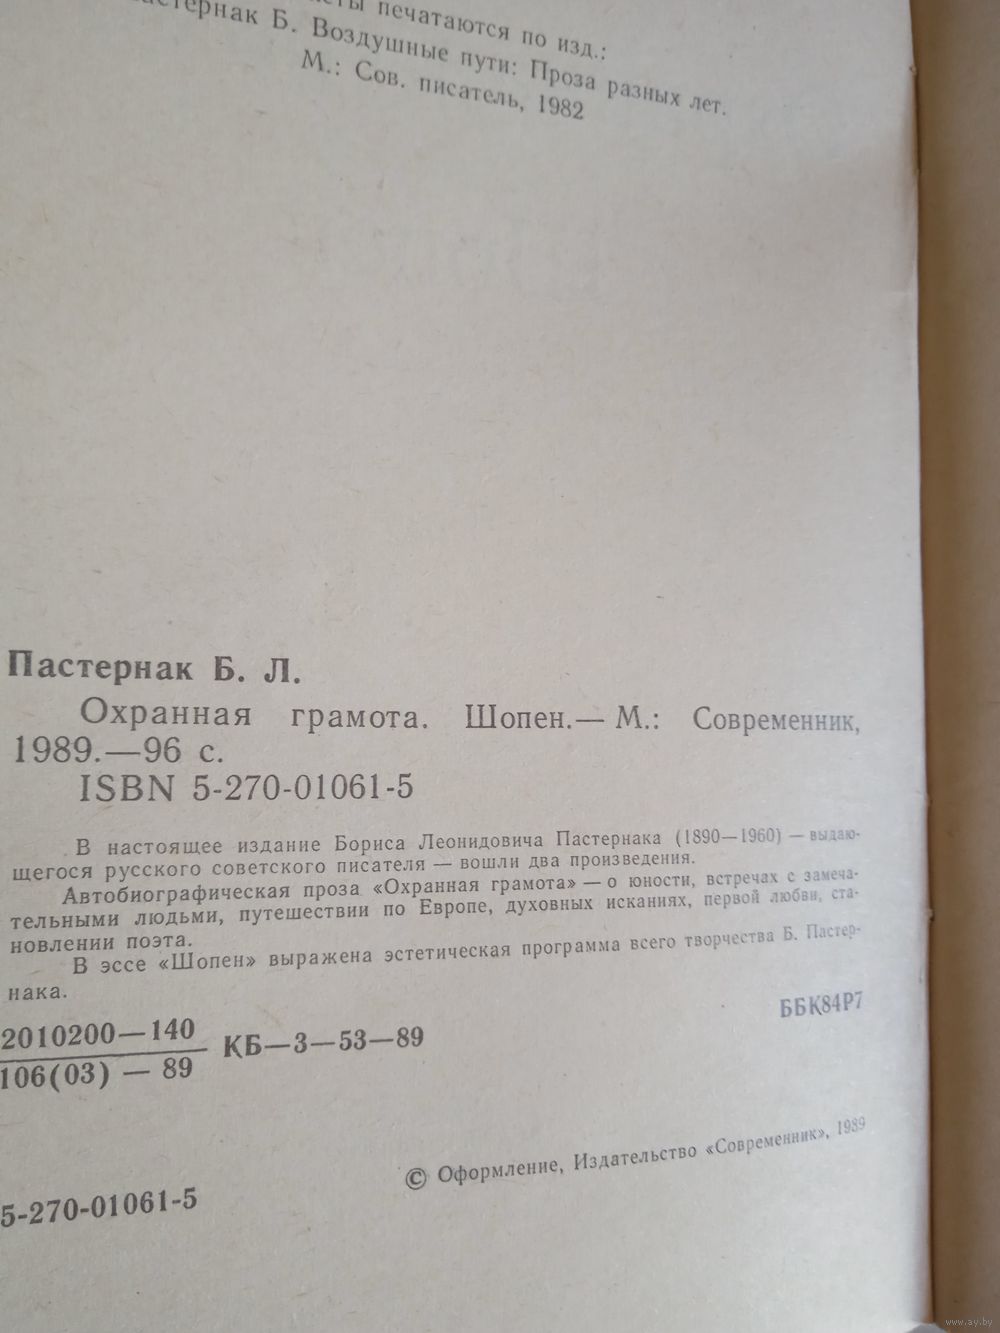 печатаются по изд.:
Б. Воздушные пути: Проза разных лет.
М.: Сов. писатель, 1982
Пастернак Б. Л.
Охранная грамота. Шопен.— М.: Современник,
1989.—96 с.
ISBN 5-270-01061-5
В настоящее издание Бориса Леонидовича Пастернака (1890—1960) — выдаю-
щегося русского советского писателя — вошли два произведения.
Автобиографическая проза «Охранная грамота» — о юности, встречах с замеча-
тельными людьми, путешествии по Европе, духовных исканиях, первой любви, ста-
новлении поэта.
В эссе «Шопен» выражена эстетическая программа всего творчества Б. Пастер-
нака.
2010200—140
106(03) — 89
КБ—3—53—89
ББК84Р7
© Оформление, Издательство «Современник», 1989
5-270-01061-5
www.ay.by